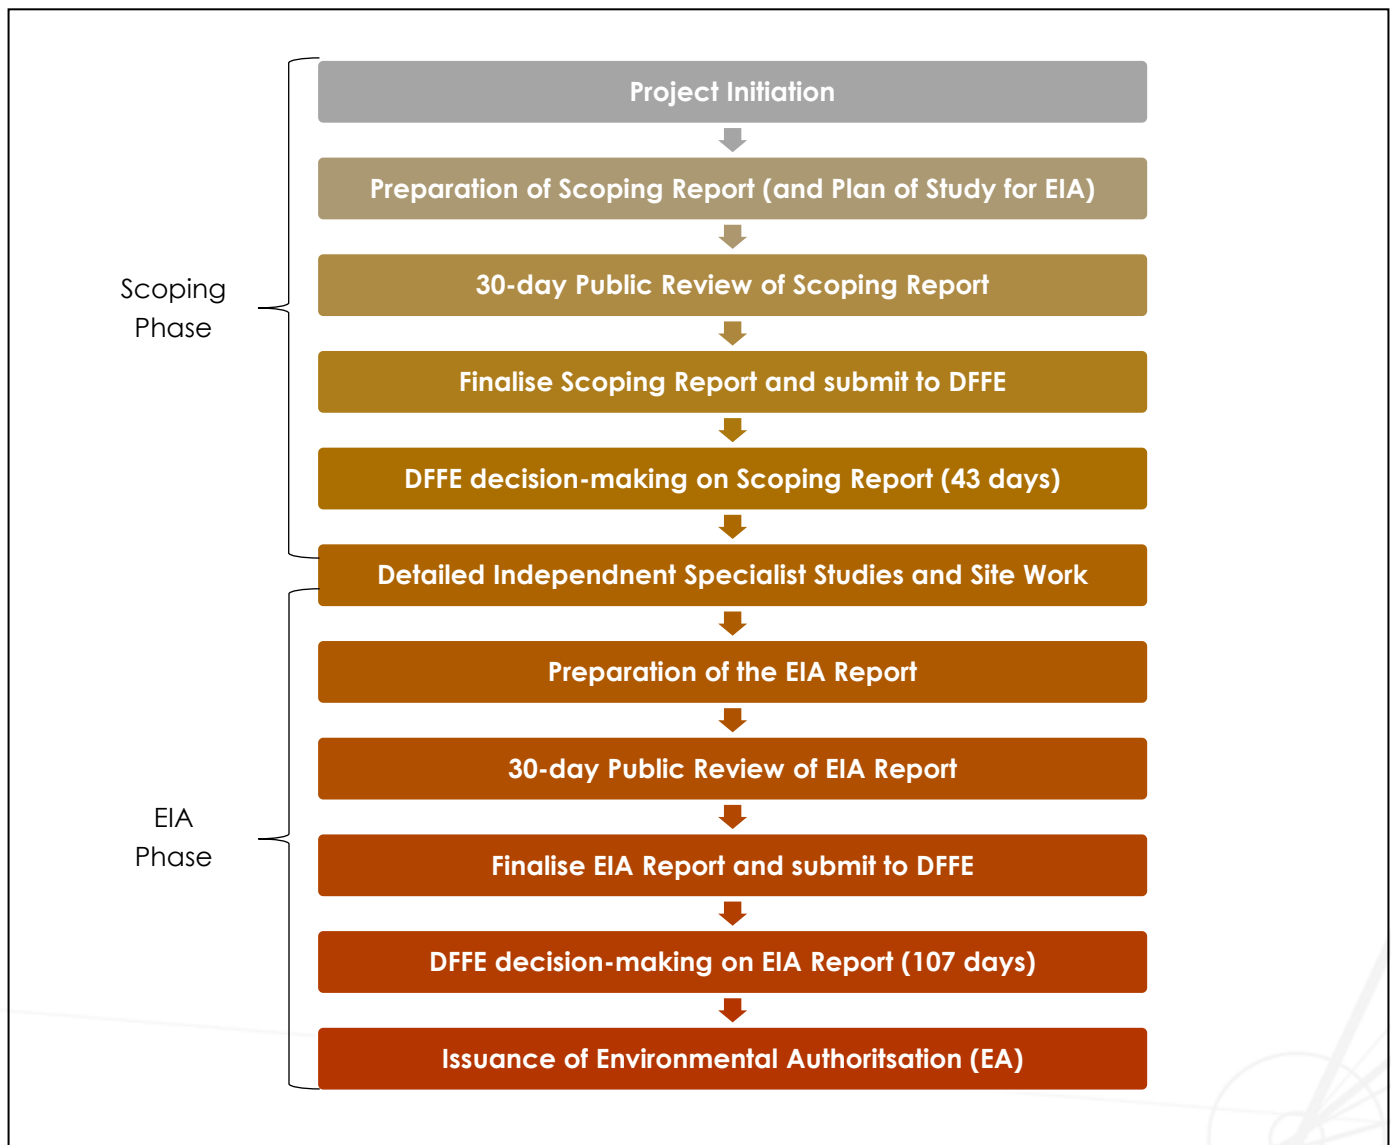 Project Initiation
Preparation of Scoping Report (and Plan of Study for EIA)
30-day Public Review of Scoping Report
Scoping
Phase
Finalise Scoping Report and submit to DFFE
DFFE decision-making on Scoping Report (43 days)
Detailed Independnent Specialist Studies and Site Work
Preparation of the EIA Report
30-day Public Review of EIA Report
EIA
Phase
Finalise EIA Report and submit to DFFE
DFFE decision-making on EIA Report (107 days)
Issuance of Environmental Authoritsation (EA)